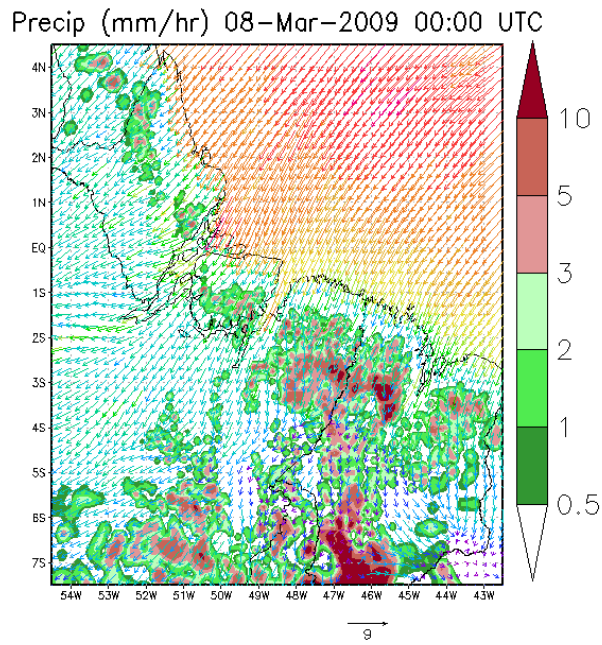 Precip (mm/hr) 08-Mar-2009 00:00 UTC
4N
3N
2N
1N
EQ
1S
2S
3S
4S
5S
6S
7S
54W 53W 52W 51W 50W 49W 48W 47W 46W 45W 44W 43W
10
5
3
2
1
0.5
9